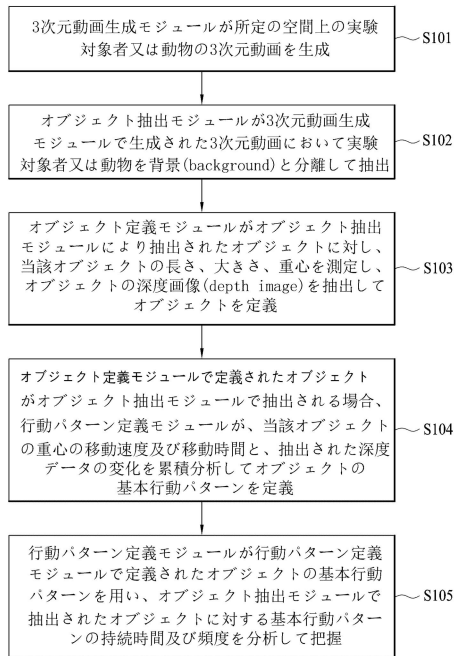 3次元動画生成モジュールが所定の空間上の実験
対象者又は動物の3次元動画を生成
S101
オブジェクト抽出モジュールが3次元動画生成
モジュールで生成された3次元動画において実験
対象者又は動物を背景(background)と分離して抽出
S102
オブジェクト定義モジュールがオブジェクト抽出
モジュールにより抽出されたオブジェクトに対し、
当該オブジェクトの長さ、大きさ、重心を測定し、
オブジェクトの深度画像(depth image)を抽出して
オブジェクトを定義
S103
オブジェクト定義モジュールで定義されたオブジェクト
がオブジェクト抽出モジュールで抽出される場合、
行動パターン定義モジュールが、当該オブジェクト
の重心の移動速度及び移動時間と、抽出された深度
データの変化を累積分析してオブジェクトの
基本行動パターンを定義
S104
行動パターン定義モジュールが行動パターン定義
モジュールで定義されたオブジェクトの基本行動
パターンを用い、オブジェクト抽出モジュールで
抽出されたオブジェクトに対する基本行動パター
ンの持続時間及び頻度を分析して把握
S105